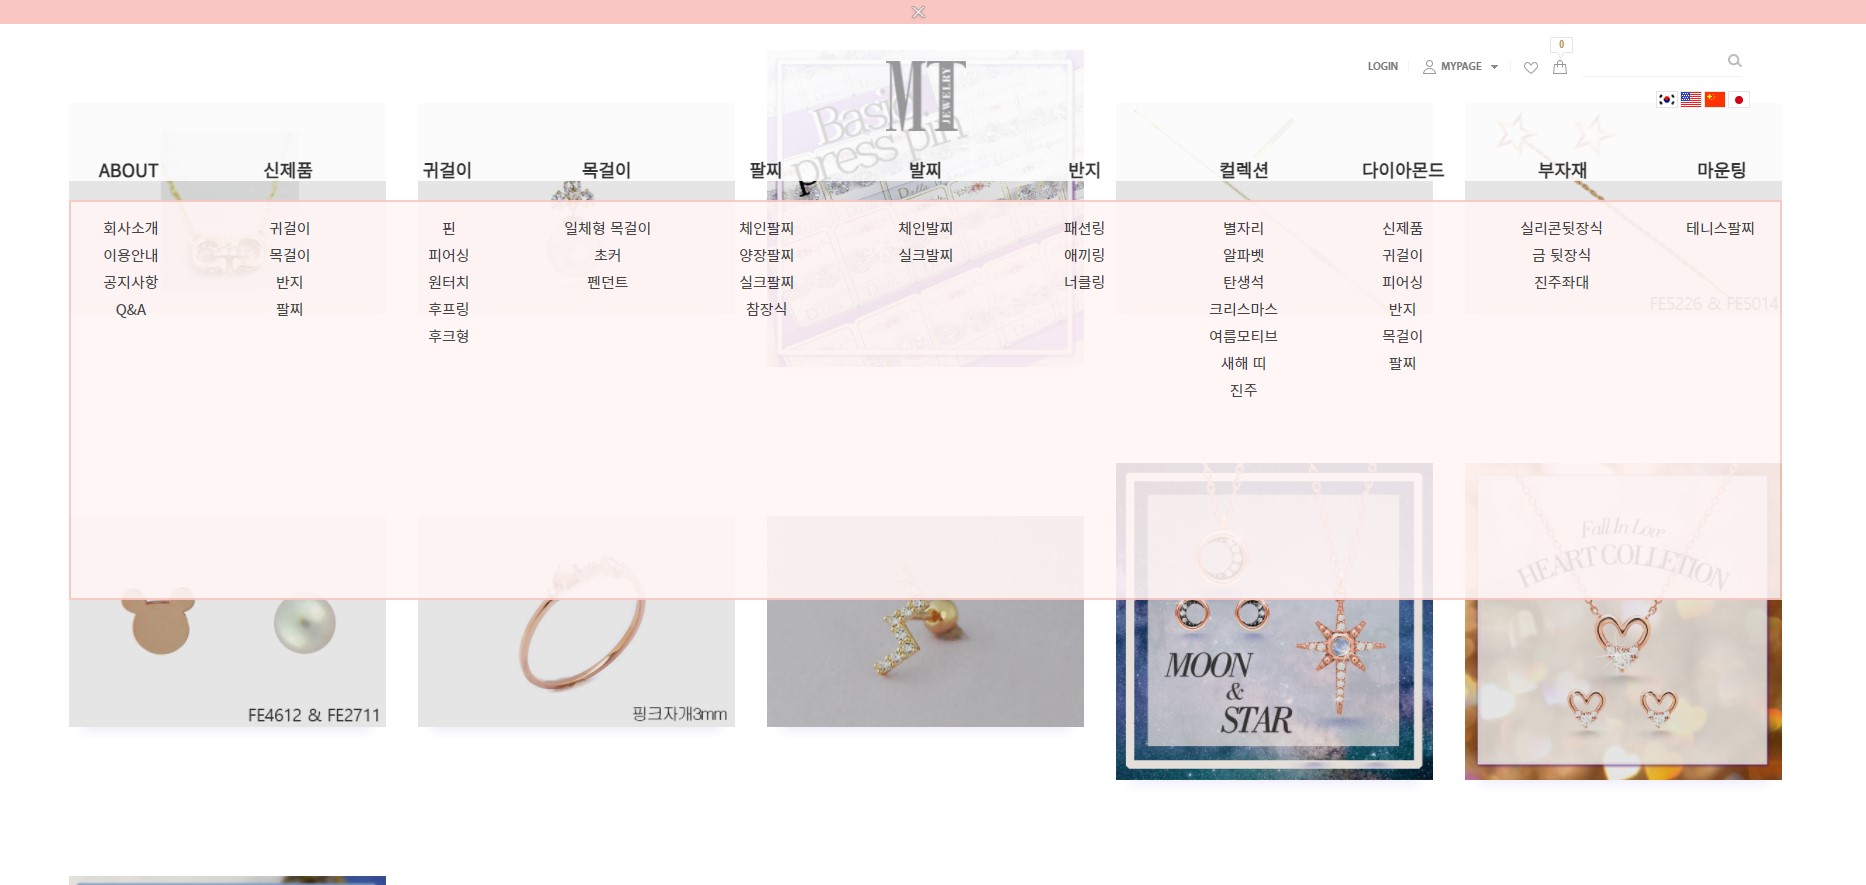 0
LOGIN
MYPAGE
MT
JEWELRY
Basic
press pin
ABOUT
신제품
귀걸이
목걸이
팔찌
발찌
반지
컬렉션
다이아몬드
부자재
마운팅
회사소개
이용안내
공지사항
Q&A
귀걸이
목걸이
반지
팔찌
핀
피어싱
원터치
후프링
후크형
일체형 목걸이
초커
펜던트
체인팔찌
양장팔찌
실크팔찌
참장식
체인발찌
실크발찌
패션링
애끼링
너클링
별자리
알파벳
탄생석
크리스마스
여름모티브
새해 띠
진주
신제품
귀걸이
피어싱
반지
목걸이
팔찌
실리콘뒷장식
금 뒷장식
진주좌대
테니스팔찌
FE5226 & FE5014
FE4612 & FE2711
핑크자개3mm
MOON
&
STAR
Fall In Love
HEART COLLETION